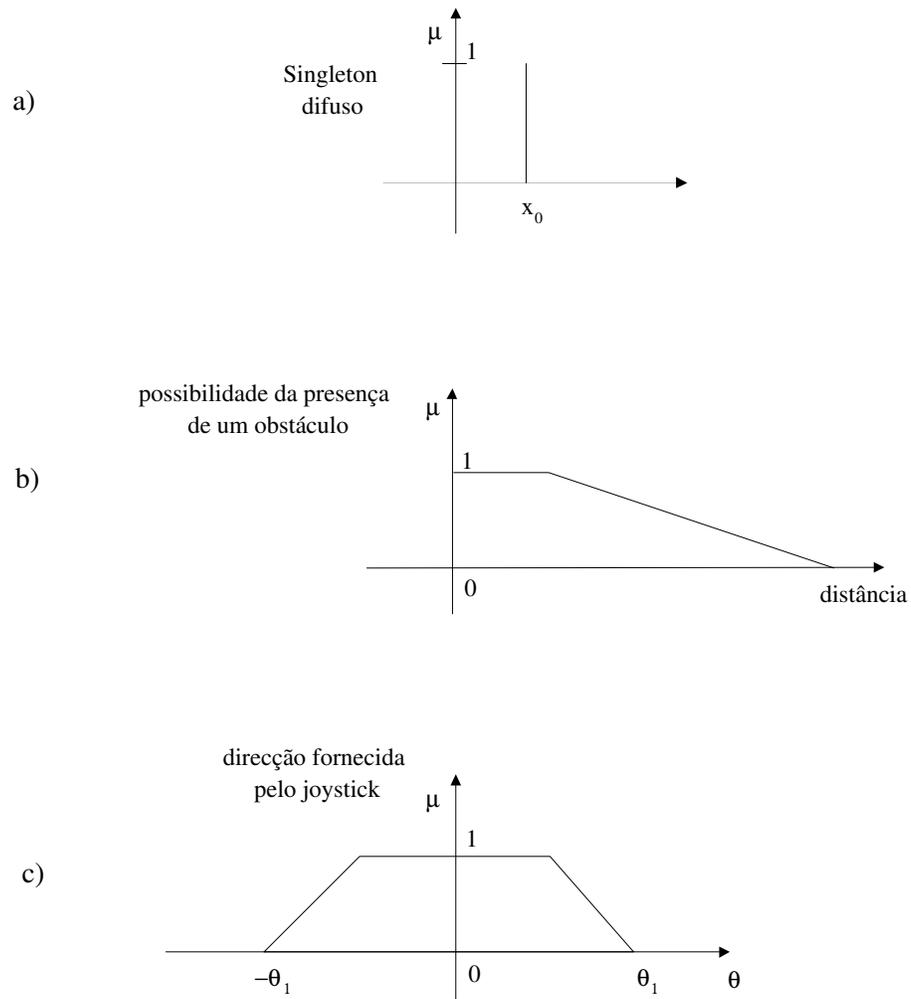 a)
Singleton
difuso
μ
1
x₀
b)
possibilidade da presença
de um obstáculo
μ
1
0
distância
c)
direcção fornecida
pelo joystick
μ
1
−θ₁
0
θ₁
θ